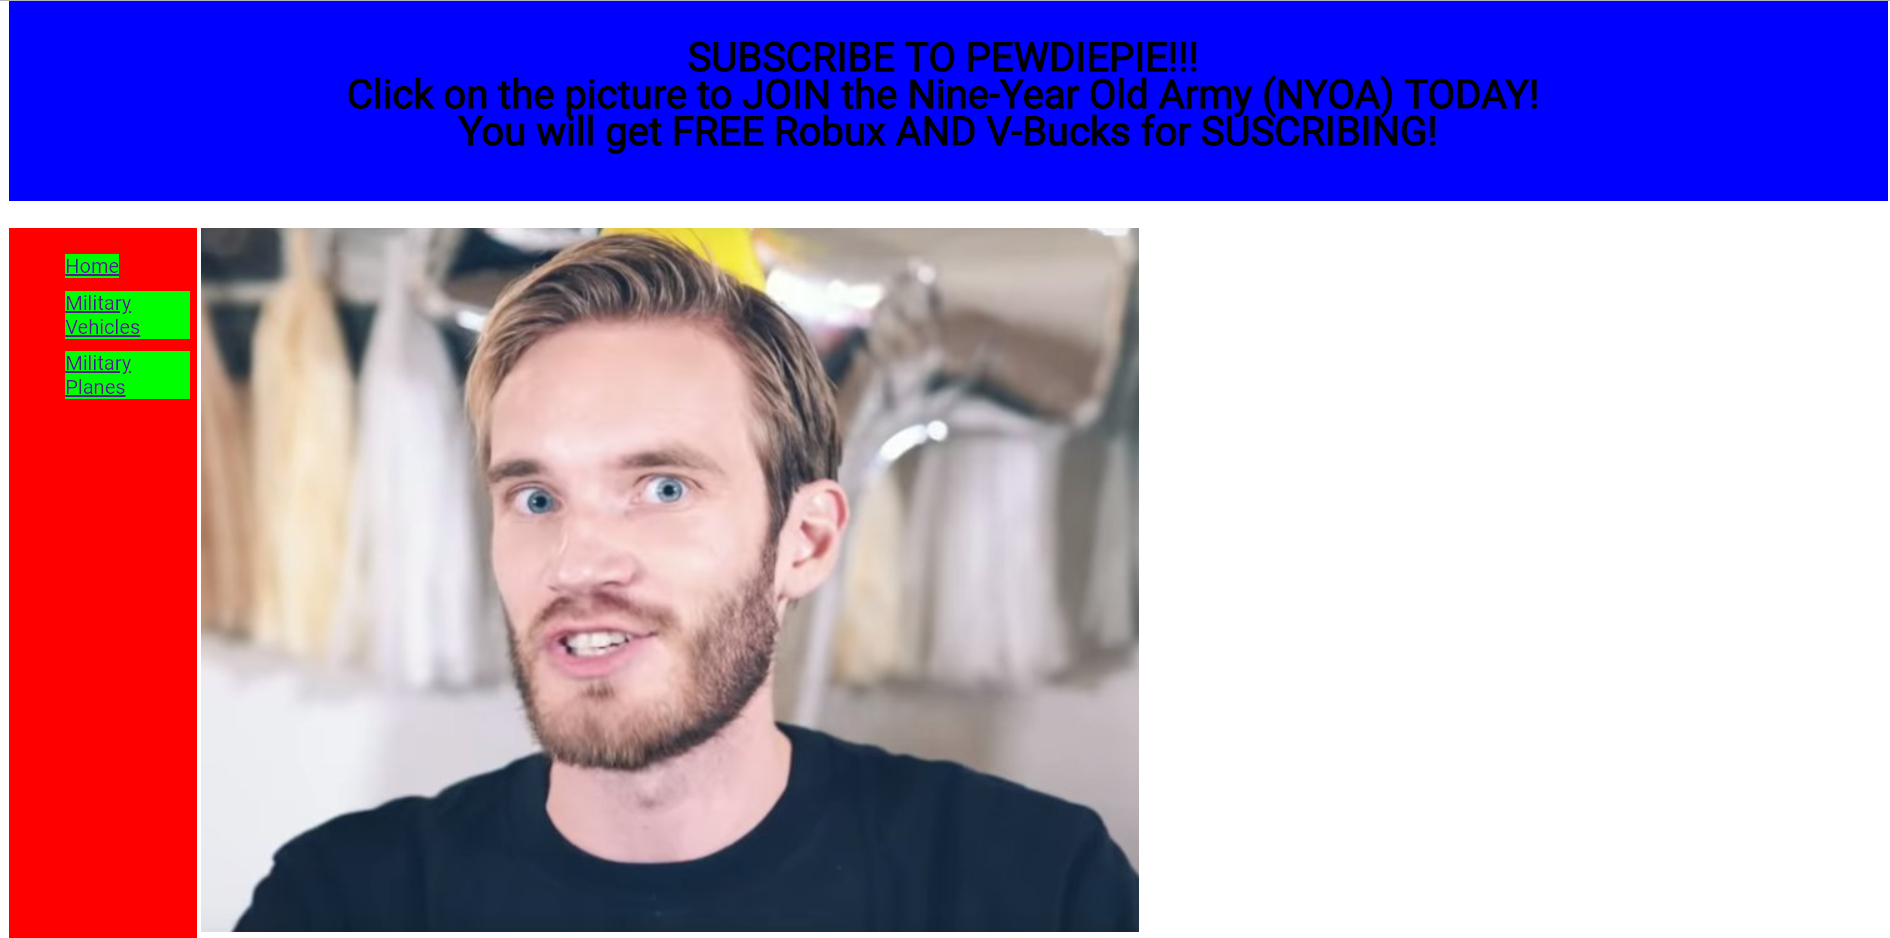 SUBSCRIBE TO PEWDIEPIE!!!
Click on the picture to JOIN the Nine-Year Old Army (NYOA) TODAY!
You will get FREE Robux AND V-Bucks for SUSCRIBING!
Home
Military
Vehicles
Military
Planes